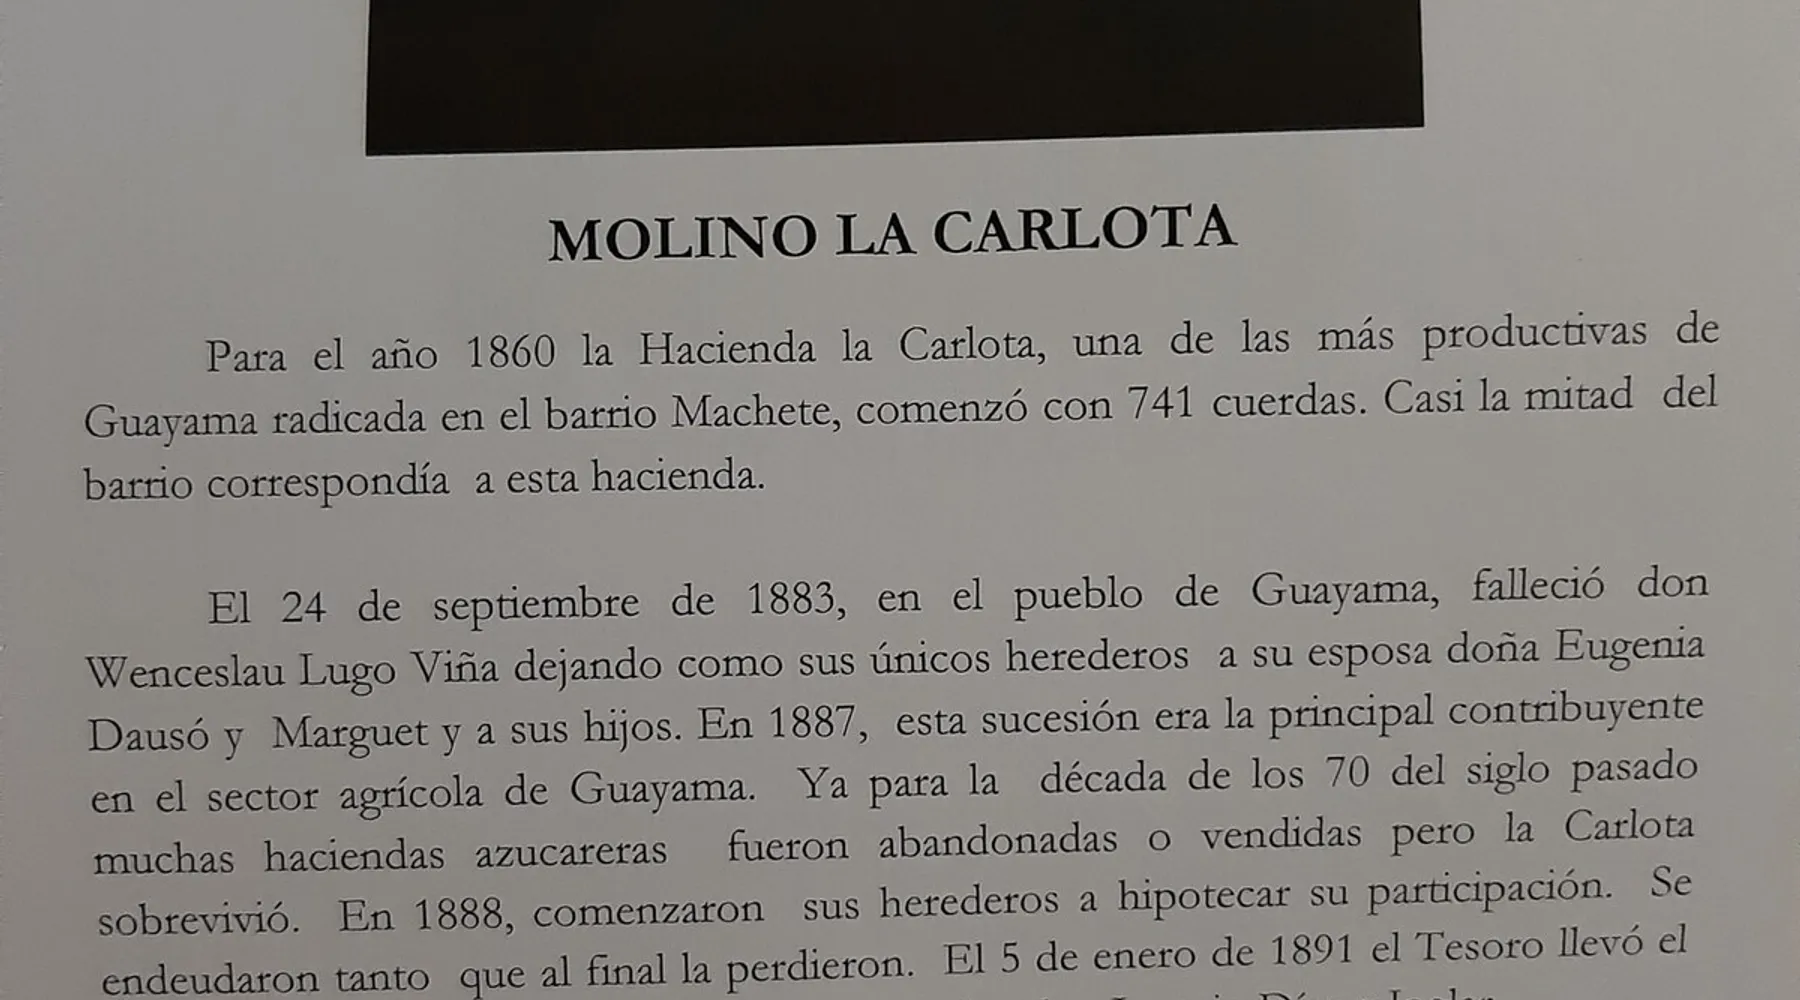 MOLINO LA CARLOTA
Para el año 1860 la Hacienda la Carlota, una de las más productivas de
Guayama radicada en el barrio Machete, comenzó con 741 cuerdas. Casi la mitad del
barrio correspondía a esta hacienda.
El 24 de septiembre de 1883, en el pueblo de Guayama, falleció don
Wenceslau Lugo Viña dejando como sus únicos herederos a su esposa doña Eugenia
Dausó y Marguet y a sus hijos. En 1887, esta sucesión era la principal contribuyente
en el sector agrícola de Guayama. Ya para la década de los 70 del siglo pasado
muchas haciendas azucareras fueron abandonadas o vendidas pero la Carlota
sobrevivió. En 1888, comenzaron sus herederos a hipotecar su participación. Se
endeudaron tanto que al final la perdieron. El 5 de enero de 1891 el Tesoro llevó el